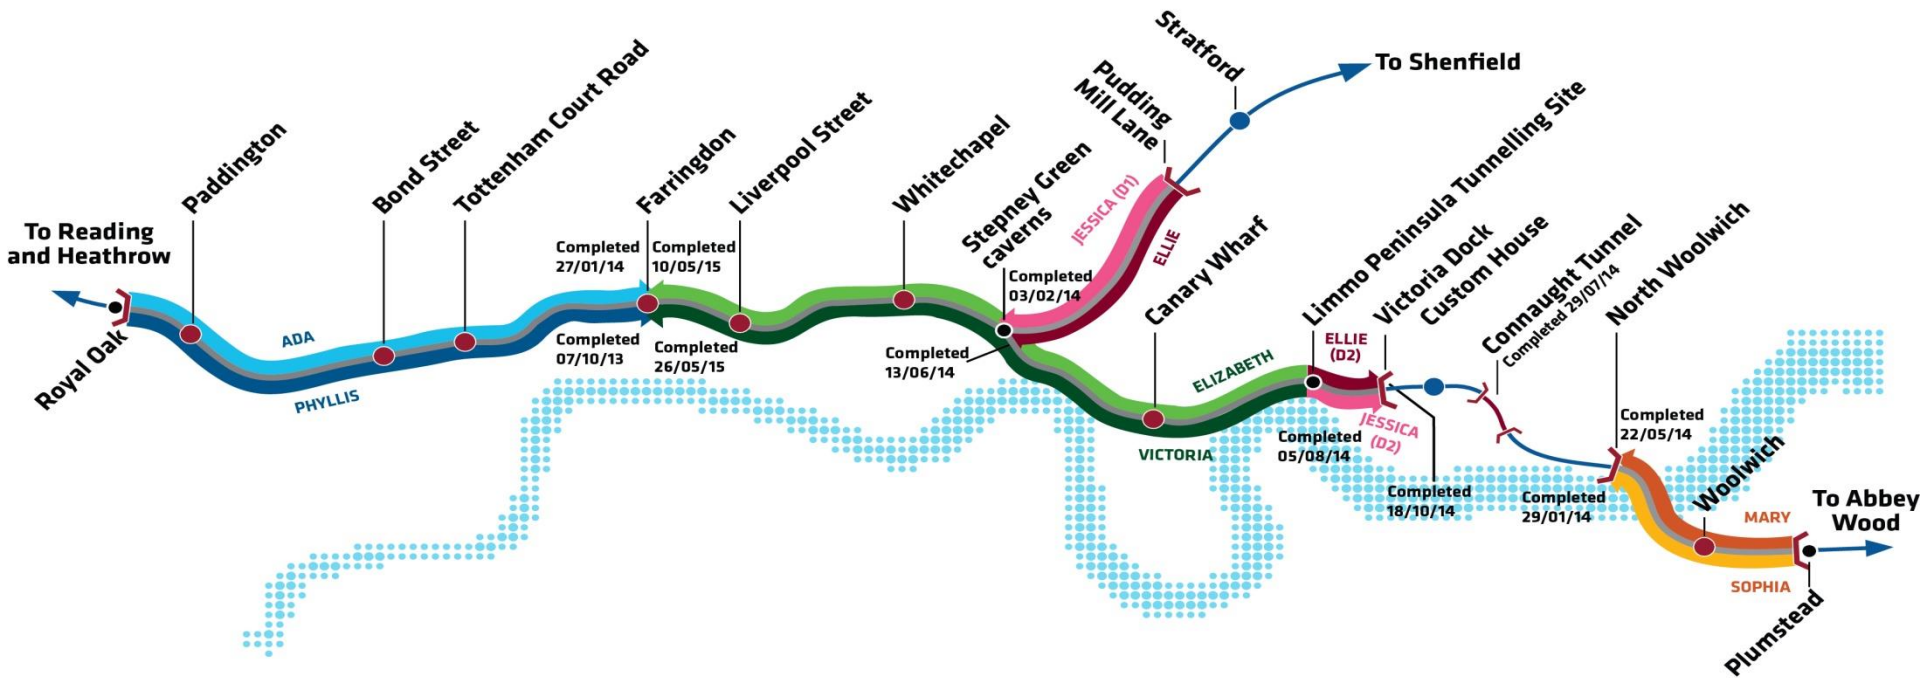 To Reading
and Heathrow
Royal Oak
Paddington
ADA
PHYLLIS
Bond Street
Tottenham Court Road
Completed
27/01/14
Completed
07/10/13
Farringdon
Completed
10/05/15
Completed
26/05/15
Liverpool Street
Whitechapel
Stepney Green
caverns
Completed
03/02/14
Completed
13/06/14
JESSICA (D1)
ELLIE
Pudding
Mill Lane
Stratford
To Shenfield
Canary Wharf
ELIZABETH
VICTORIA
Limmo Peninsula Tunnelling Site
ELLIE
(D2)
JESSICA
(D2)
Completed
05/08/14
Victoria Dock
Completed
18/10/14
Custom House
Connaught Tunnel
Completed 29/07/14
North Woolwich
Completed
22/05/14
Completed
29/01/14
Woolwich
MARY
SOPHIA
Plumstead
To Abbey
Wood